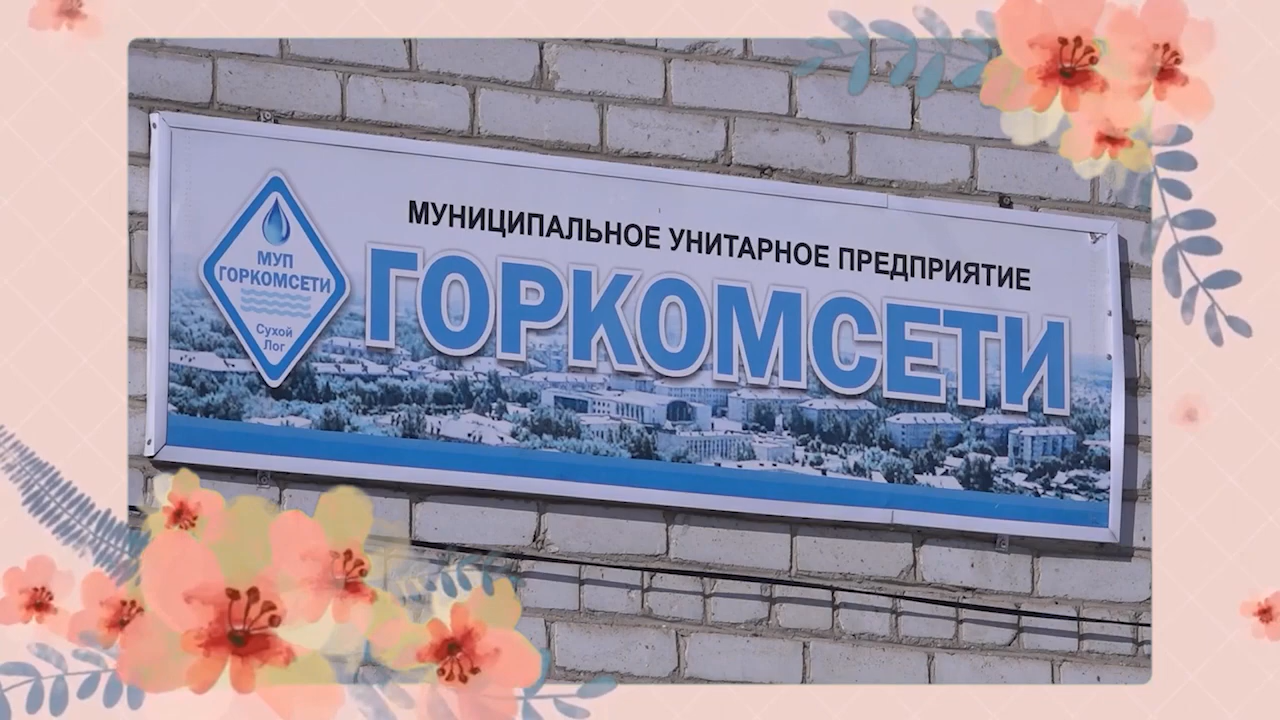 МУНИЦИПАЛЬНОЕ УНИТАРНОЕ ПРЕДПРИЯТИЕ
ГОРКОМСЕТИ
МУП
ГОРКОМСЕТИ
Сухой
Лог